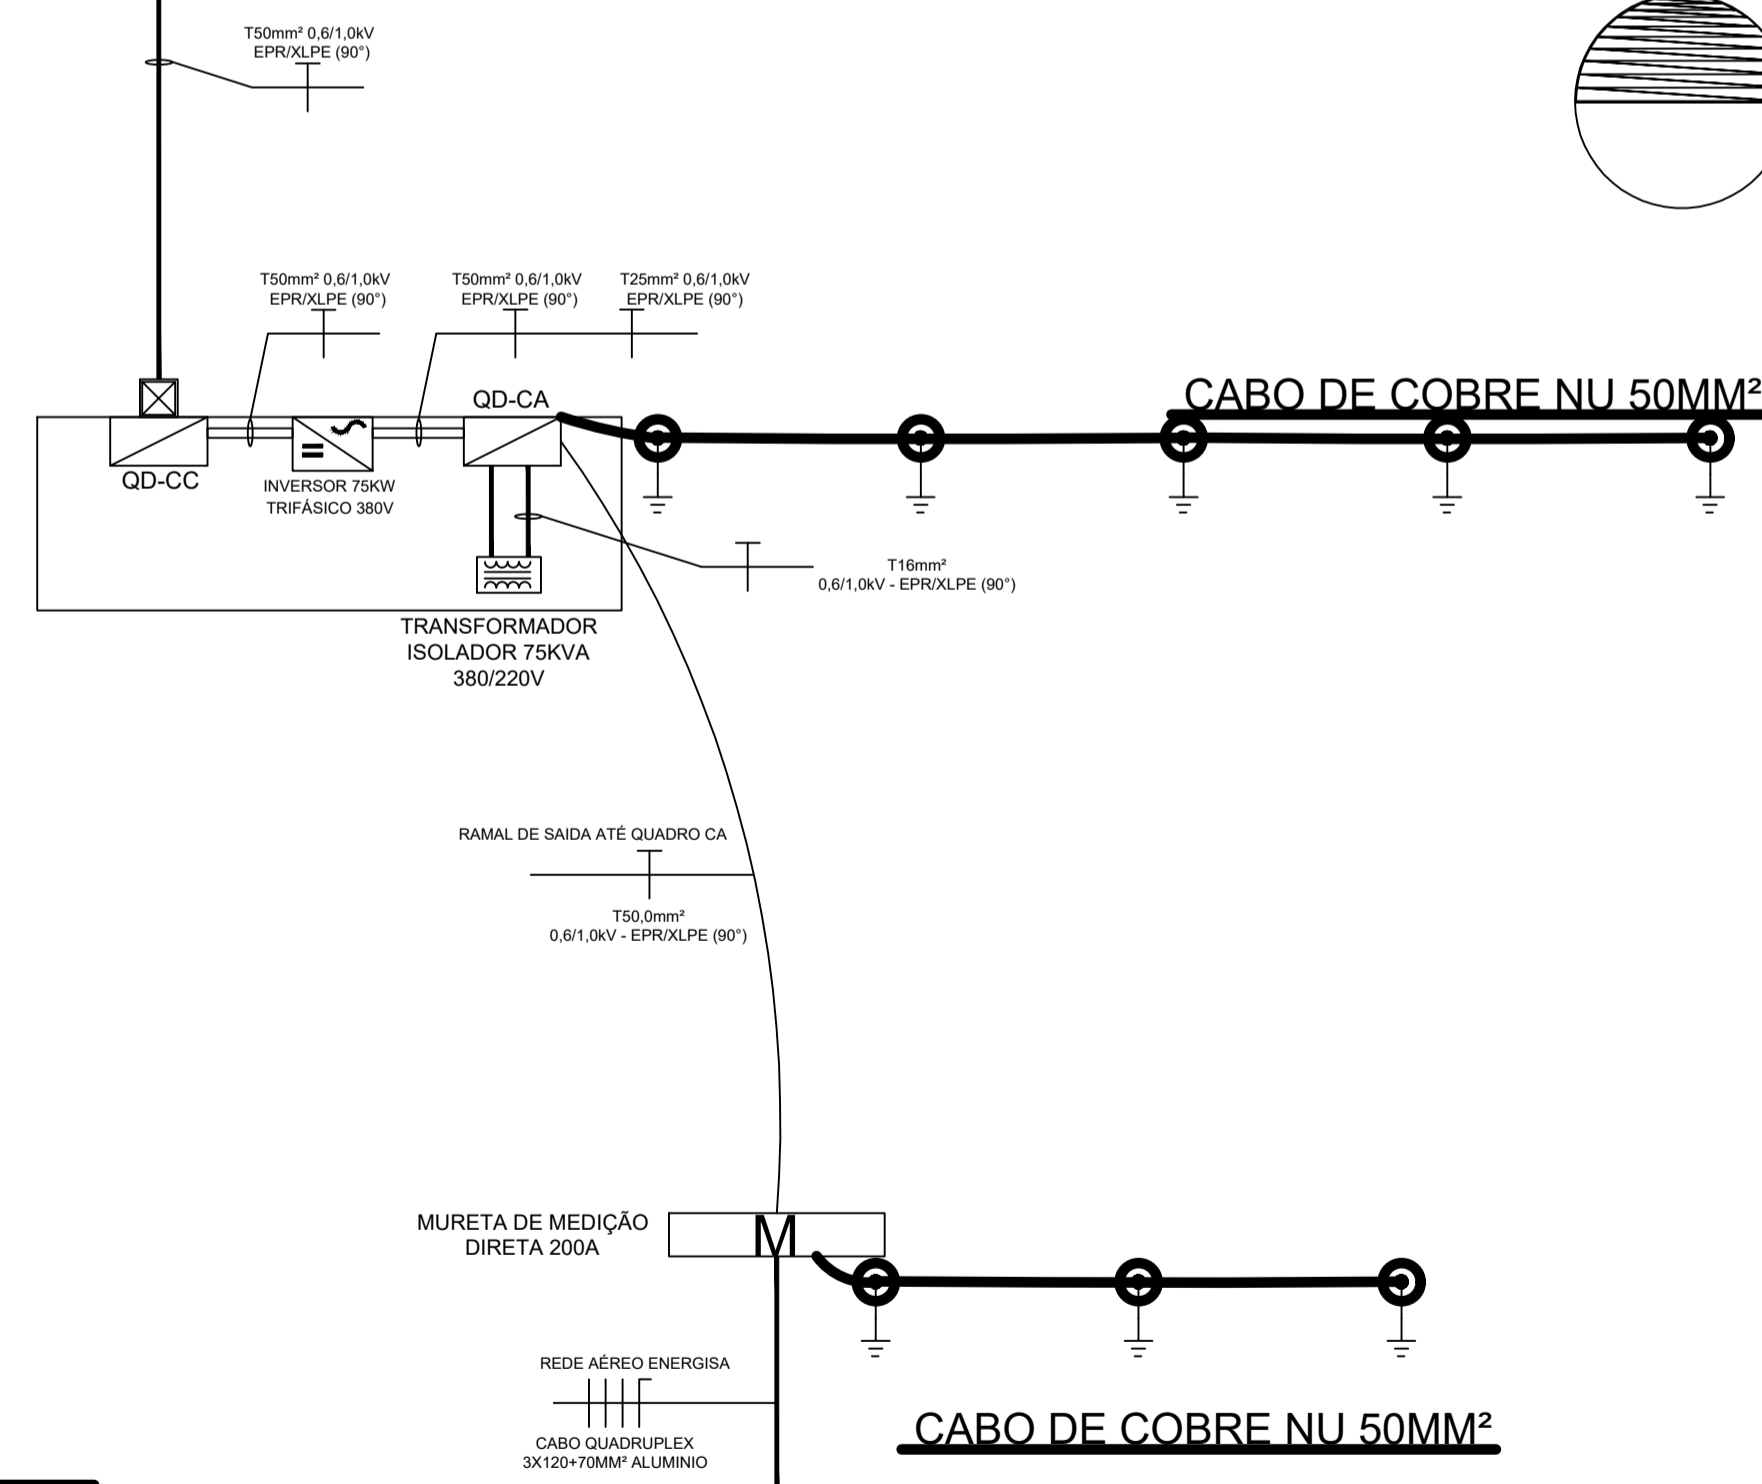 T50mm² 0,6/1,0kV
EPR/XLPE (90°)
T50mm² 0,6/1,0kV
EPR/XLPE (90°)
T50mm² 0,6/1,0kV
EPR/XLPE (90°)
T25mm² 0,6/1,0kV
EPR/XLPE (90°)
QD-CA
CABO DE COBRE NU 50MM²
QD-CC
INVERSOR 75KW
TRIFÁSICO 380V
T16mm²
0,6/1,0kV - EPR/XLPE (90°)
TRANSFORMADOR
ISOLADOR 75KVA
380/220V
RAMAL DE SAIDA ATÉ QUADRO CA
T50,0mm²
0,6/1,0kV - EPR/XLPE (90°)
MURETA DE MEDIÇÃO
DIRETA 200A
M
REDE AÉREO ENERGISA
CABO QUADRUPLEX
3X120+70MM² ALUMINIO
CABO DE COBRE NU 50MM²